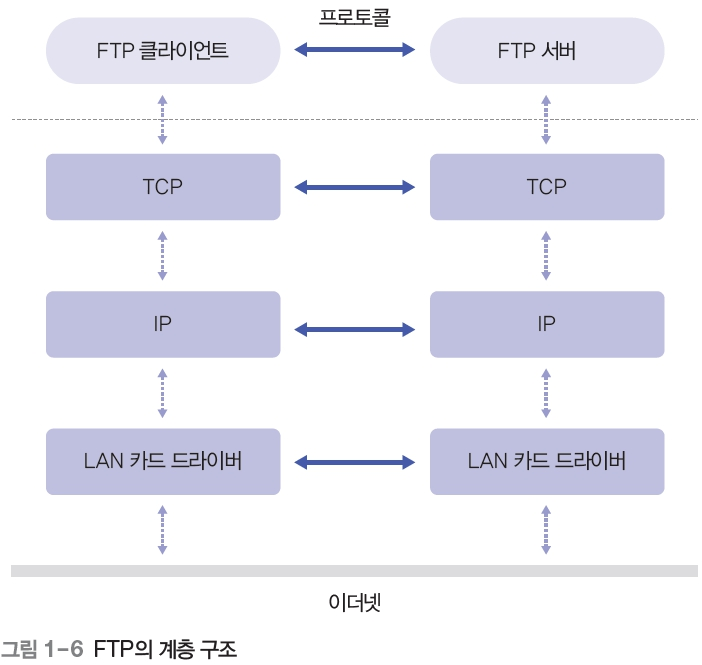 프로토콜
FTP 클라이언트
FTP 서버
TCP
TCP
IP
IP
LAN 카드 드라이버
LAN 카드 드라이버
이더넷
그림 1-6 FTP의 계층 구조